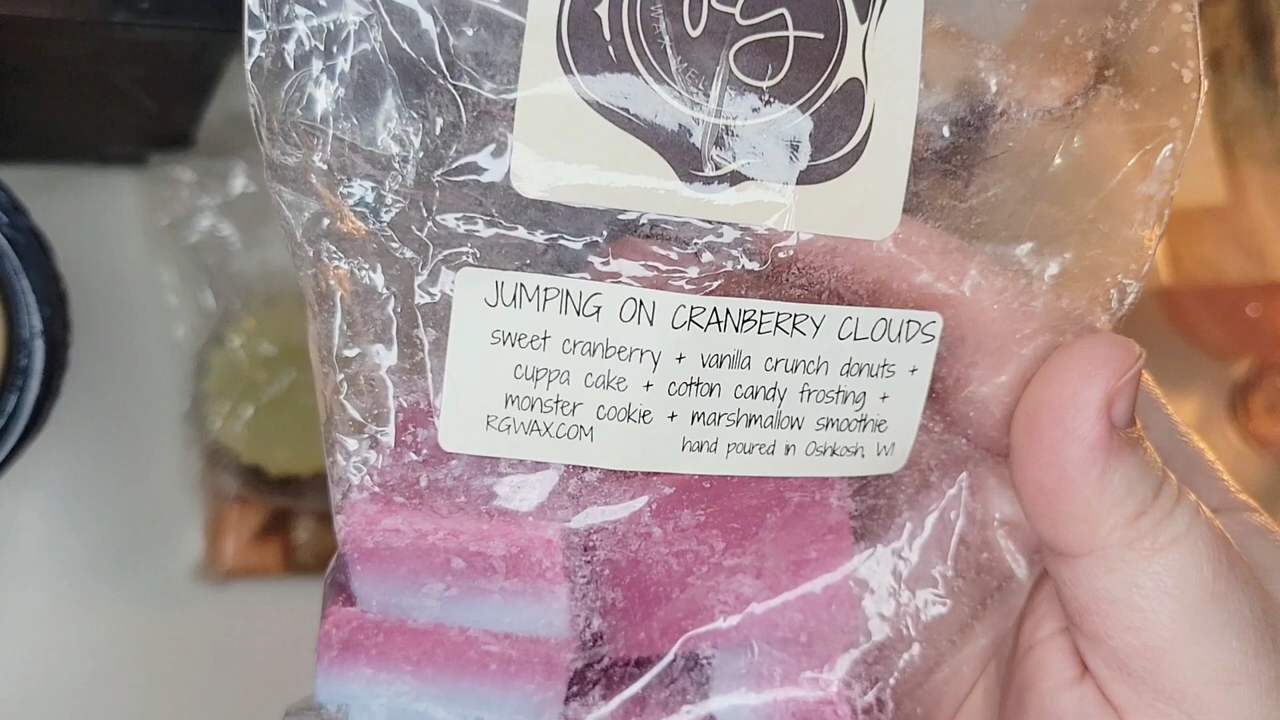 JUMPING ON CRANBERRY CLOUDS
sweet cranberry + vanilla crunch donuts +
cuppa cake + cotton candy frosting +
monster cookie + marshmallow smoothie
RGWAX.COM hand poured in Oshkosh, WI